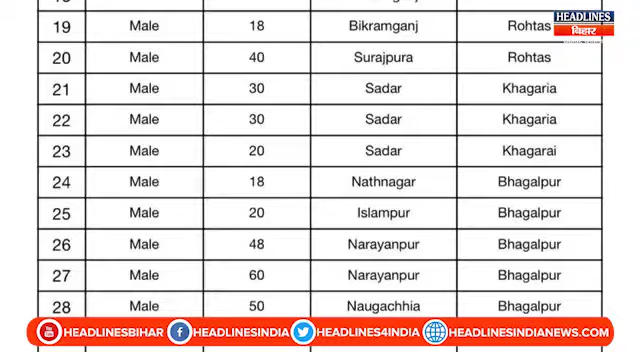 HEADLINES
बिहार
19 Male 18 Bikramganj Rohtas
20 Male 40 Surajpura Rohtas
21 Male 30 Sadar Khagaria
22 Male 30 Sadar Khagaria
23 Male 20 Sadar Khagarai
24 Male 18 Nathnagar Bhagalpur
25 Male 20 Islampur Bhagalpur
26 Male 48 Narayanpur Bhagalpur
27 Male 60 Narayanpur Bhagalpur
28 Male 50 Naugachhia Bhagalpur
HEADLINESBIHAR HEADLINESINDIA HEADLINES4INDIA HEADLINESINDIANEWS.COM